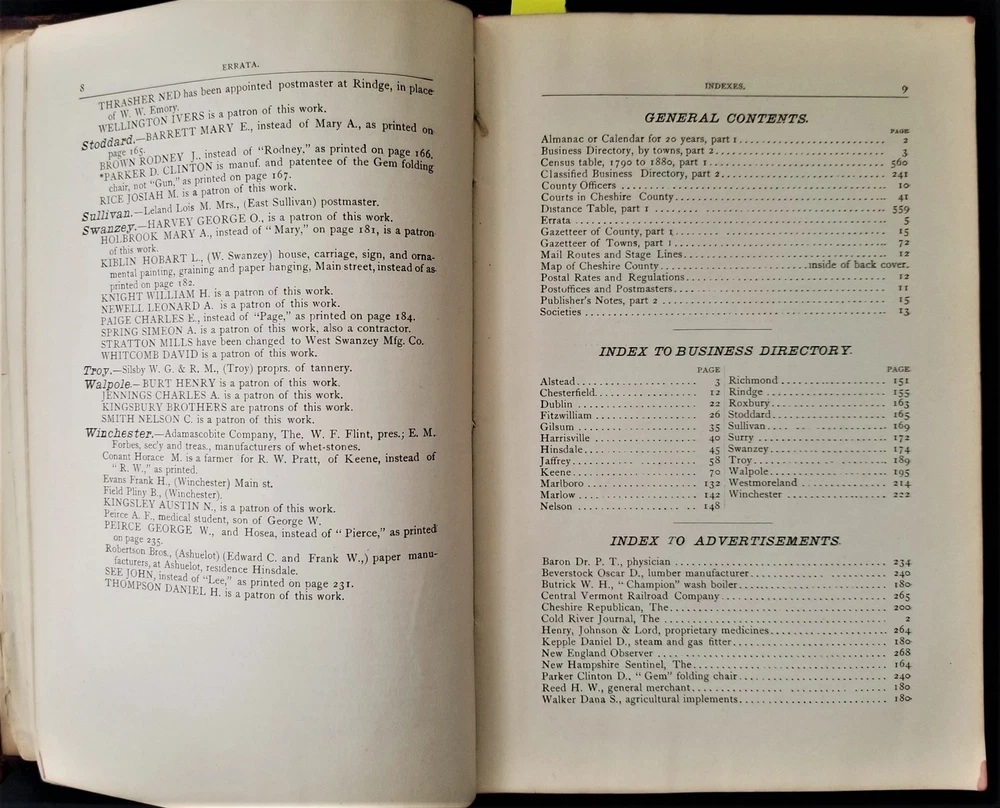 8
ERRATA.
THRASHER NED has been appointed postmaster at Rindge, in place
of W. W. Emory.
WELLINGTON IVERS is a patron of this work.
Stoddard.—BARRETT MARY E., instead of Mary A., as printed on
page 165.
BROWN RODNEY J., instead of "Rodney," as printed on page 166.
*PARKER D. CLINTON is manuf. and patentee of the Gem folding
chair, not "Gun," as printed on page 167.
RICE JOSIAH M. is a patron of this work.
Sullivan.—Leland Lois M. Mrs., (East Sullivan) postmaster.
Swanzey.—HARVEY GEORGE O., is a patron of this work.
HOLBROOK MARY A., instead of "Mary," on page 181, is a patron
of this work.
KIBLIN HOBART L., (W. Swanzey) house, carriage, sign, and orna-
mental painting, graining and paper hanging, Main street, instead of as
printed on page 182.
KNIGHT WILLIAM H. is a patron of this work.
NEWELL LEONARD A. is a patron of this work.
PAIGE CHARLES E., instead of "Page," as printed on page 184.
SPRING SIMEON A. is a patron of this work, also a contractor.
STRATTON MILLS have been changed to West Swanzey Mfg. Co.
WHITCOMB DAVID is a patron of this work.
Troy.—Silsby W. G. & R. M., (Troy) proprs. of tannery.
Walpole.—BURT HENRY is a patron of this work.
JENNINGS CHARLES A. is a patron of this work.
KINGSBURY BROTHERS are patrons of this work.
SMITH NELSON C. is a patron of this work.
Winchester.—Adamascobite Company, The. W. F. Flint, pres.; E. M.
Forbes, sec'y and treas., manufacturers of whet-stones.
Conant Horace M. is a farmer for R. W. Pratt, of Keene, instead of
"R. W.," as printed.
Evans Frank H., (Winchester) Main st.
Field Pliny B., (Winchester).
KINGSLEY AUSTIN N., is a patron of this work.
Peirce A. F., medical student, son of George W.
PEIRCE GEORGE W., and Hosea, instead of "Pierce," as printed
on page 235.
Robertson Bros., (Ashuelot) (Edward C. and Frank W.,) paper manu-
facturers, at Ashuelot, residence Hinsdale.
SEE JOHN, instead of "Lee," as printed on page 231.
THOMPSON DANIEL H. is a patron of this work.
INDEXES. 9
GENERAL CONTENTS.
PAGE
Almanac or Calendar for 20 years, part 1 2
Business Directory, by towns, part 2 3
Census table, 1790 to 1880, part 1 560
Classified Business Directory, part 2 241
County Officers 10
Courts in Cheshire County 41
Distance Table, part 1 559
Errata 5
Gazetteer of County, part 1 15
Gazetteer of Towns, part 1 72
Mail Routes and Stage Lines 12
Map of Cheshire County inside of back cover.
Postal Rates and Regulations 12
Postoffices and Postmasters 11
Publisher's Notes, part 2 15
Societies 13
INDEX TO BUSINESS DIRECTORY.
PAGE
Alstead 3
Chesterfield 12
Dublin 22
Fitzwilliam 26
Gilsum 35
Harrisville 40
Hinsdale 45
Jaffrey 58
Keene 70
Marlboro 132
Marlow 142
Nelson 148
PAGE
Richmond 151
Rindge 155
Roxbury 163
Stoddard 165
Sullivan 169
Surry 172
Swanzey 174
Troy 189
Walpole 195
Westmoreland 214
Winchester 222
INDEX TO ADVERTISEMENTS.
Baron Dr. P. T., physician 234
Beverstock Oscar D., lumber manufacturer 240
Butrick W. H., "Champion" wash boiler 180
Central Vermont Railroad Company 265
Cheshire Republican, The 200
Cold River Journal, The 2
Henry, Johnson & Lord, proprietary medicines 264
Kepple Daniel D., steam and gas fitter 180
New England Observer 268
New Hampshire Sentinel, The 164
Parker Clinton D., "Gem" folding chair 240
Reed H. W., general merchant 180
Walker Dana S., agricultural implements 180